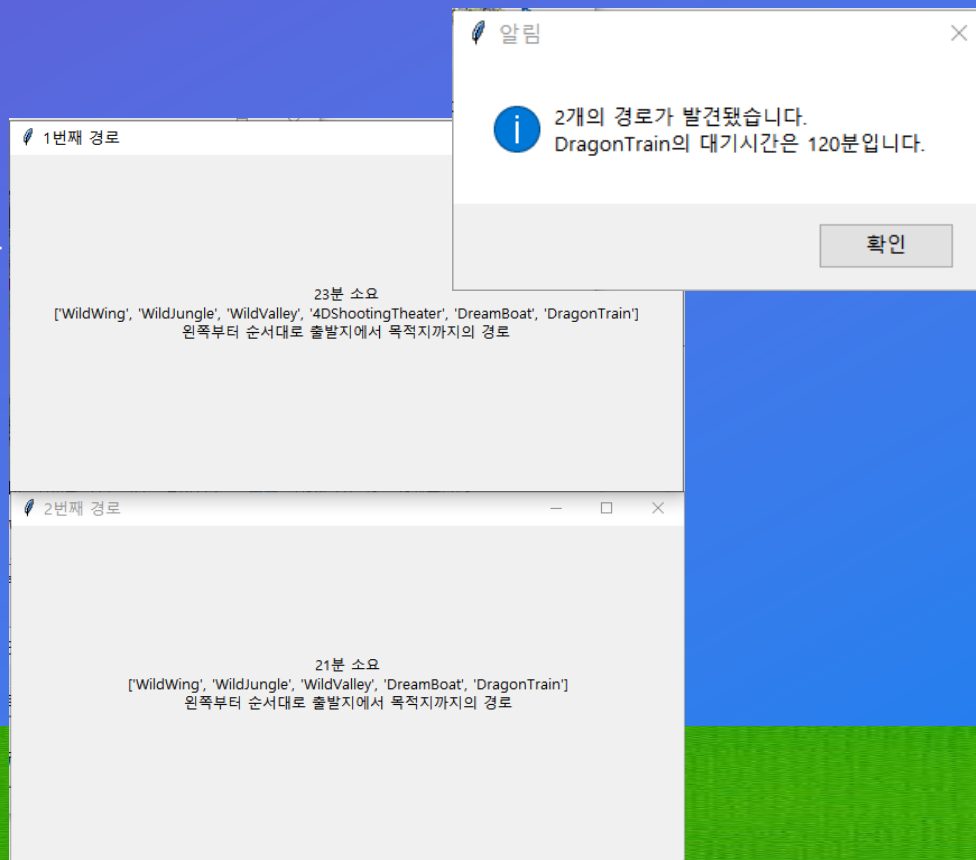 알림
2개의 경로가 발견됐습니다.
DragonTrain의 대기시간은 120분입니다.
확인
1번째 경로
23분 소요
['WildWing', 'WildJungle', 'WildValley', '4DShootingTheater', 'DreamBoat', 'DragonTrain']
왼쪽부터 순서대로 출발지에서 목적지까지의 경로
2번째 경로
21분 소요
['WildWing', 'WildJungle', 'WildValley', 'DreamBoat', 'DragonTrain']
왼쪽부터 순서대로 출발지에서 목적지까지의 경로